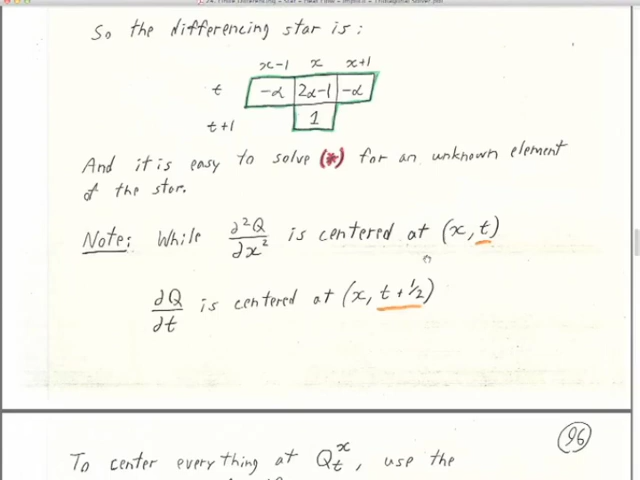 So the differencing star is:
x-1 x x+1
t -α 2α-1 -α
t+1 1
And it is easy to solve (*) for an unknown element
of the star.
Note: While ∂²Q/∂x² is centered at (x, t)
∂Q/∂t is centered at (x, t + 1/2)
96
To center everything at Qₜˣ, use the